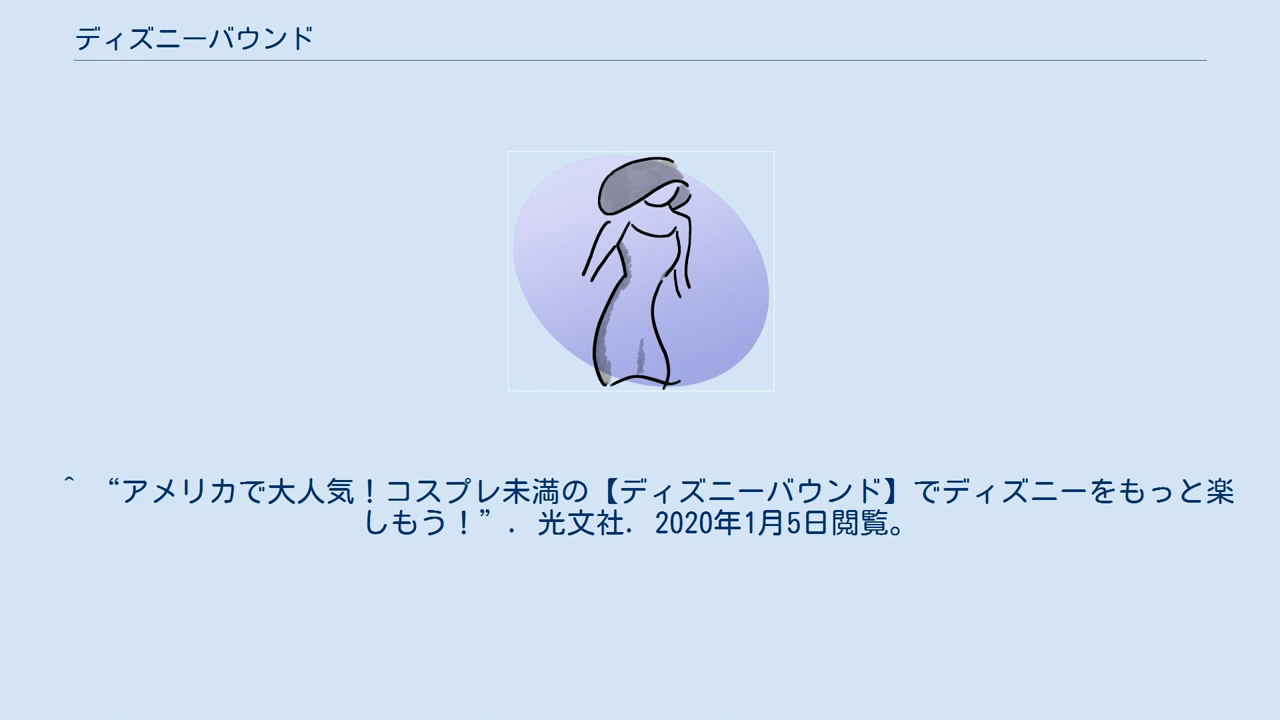 ディズニーバウンド
^ “アメリカで大人気！コスプレ未満の【ディズニーバウンド】でディズニーをもっと楽
しもう！”. 光文社. 2020年1月5日閲覧。